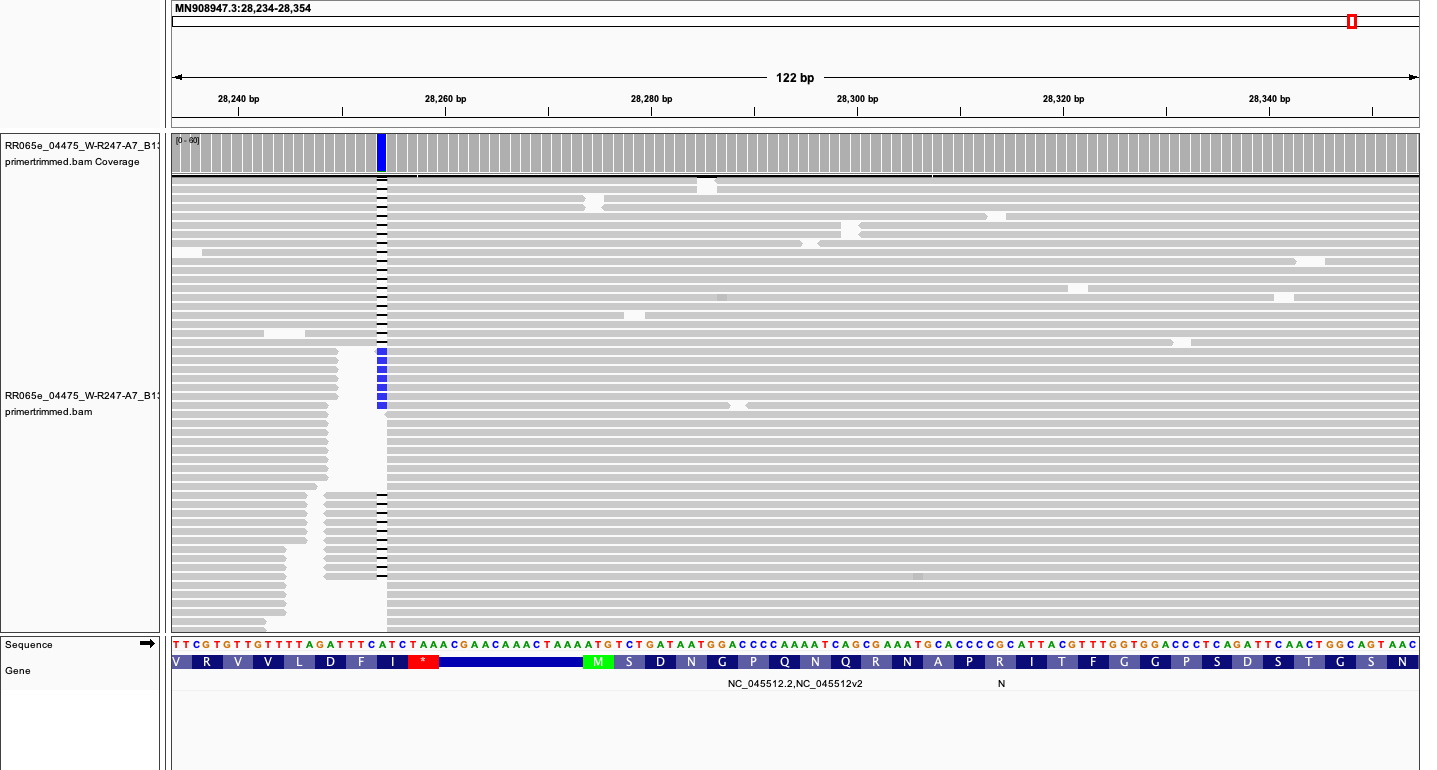 MN908947.3:28,234-28,354
122 bp
28,240 bp 28,260 bp 28,280 bp 28,300 bp 28,320 bp 28,340 bp
RR065e_04475_W-R247-A7_B1
primertrimmed.bam Coverage
[0 - 60]
RR065e_04475_W-R247-A7_B1
primertrimmed.bam
Sequence
TTCGTGTTGTTTTAGATTTCATCTAAACGAACAAACTAAAATGTCTGATAATGGACCCCAAAATCAGCGAAATGCACCCCGCATTACGTTTGGTGGACCCTCAGATTCAACTGGCAGTAAC
Gene
V R V V L D F I * M S D N G P Q N Q R N A P R I T F G G P S D S T G S N
NC_045512.2,NC_045512v2 N